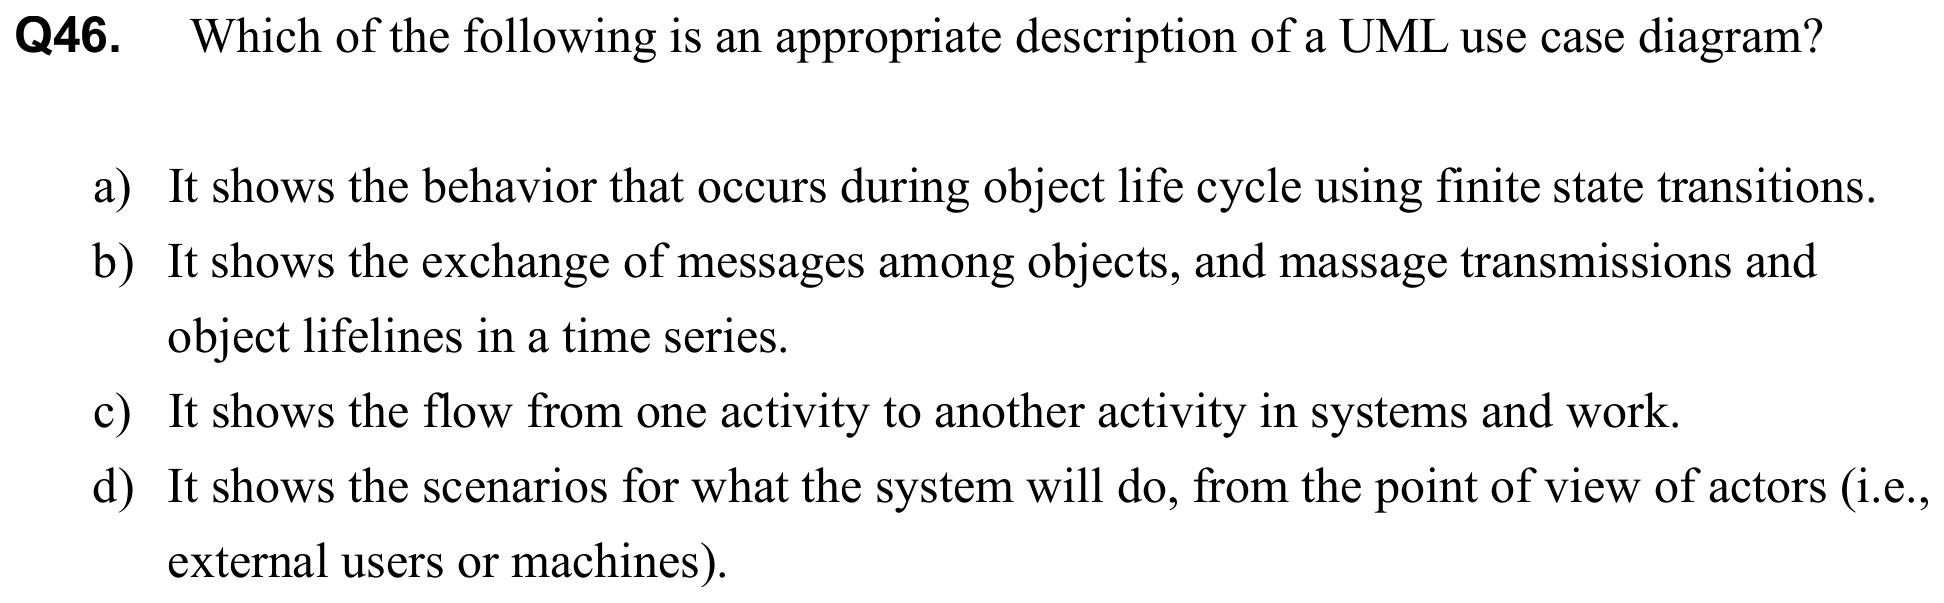 Q46. Which of the following is an appropriate description of a UML use case diagram?
a) It shows the behavior that occurs during object life cycle using finite state transitions.
b) It shows the exchange of messages among objects, and massage transmissions and
object lifelines in a time series.
c) It shows the flow from one activity to another activity in systems and work.
d) It shows the scenarios for what the system will do, from the point of view of actors (i.e.,
external users or machines).